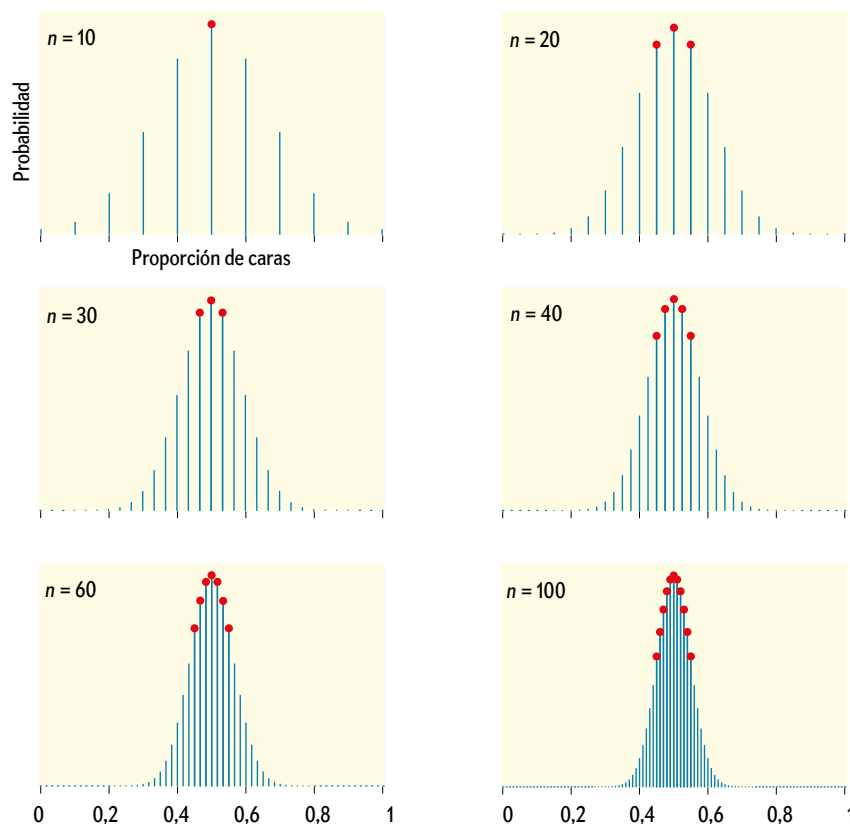 n = 10
n = 20
Probabilidad
Proporción de caras
n = 30
n = 40
n = 60
n = 100
0 0,2 0,4 0,6 0,8 1
0 0,2 0,4 0,6 0,8 1